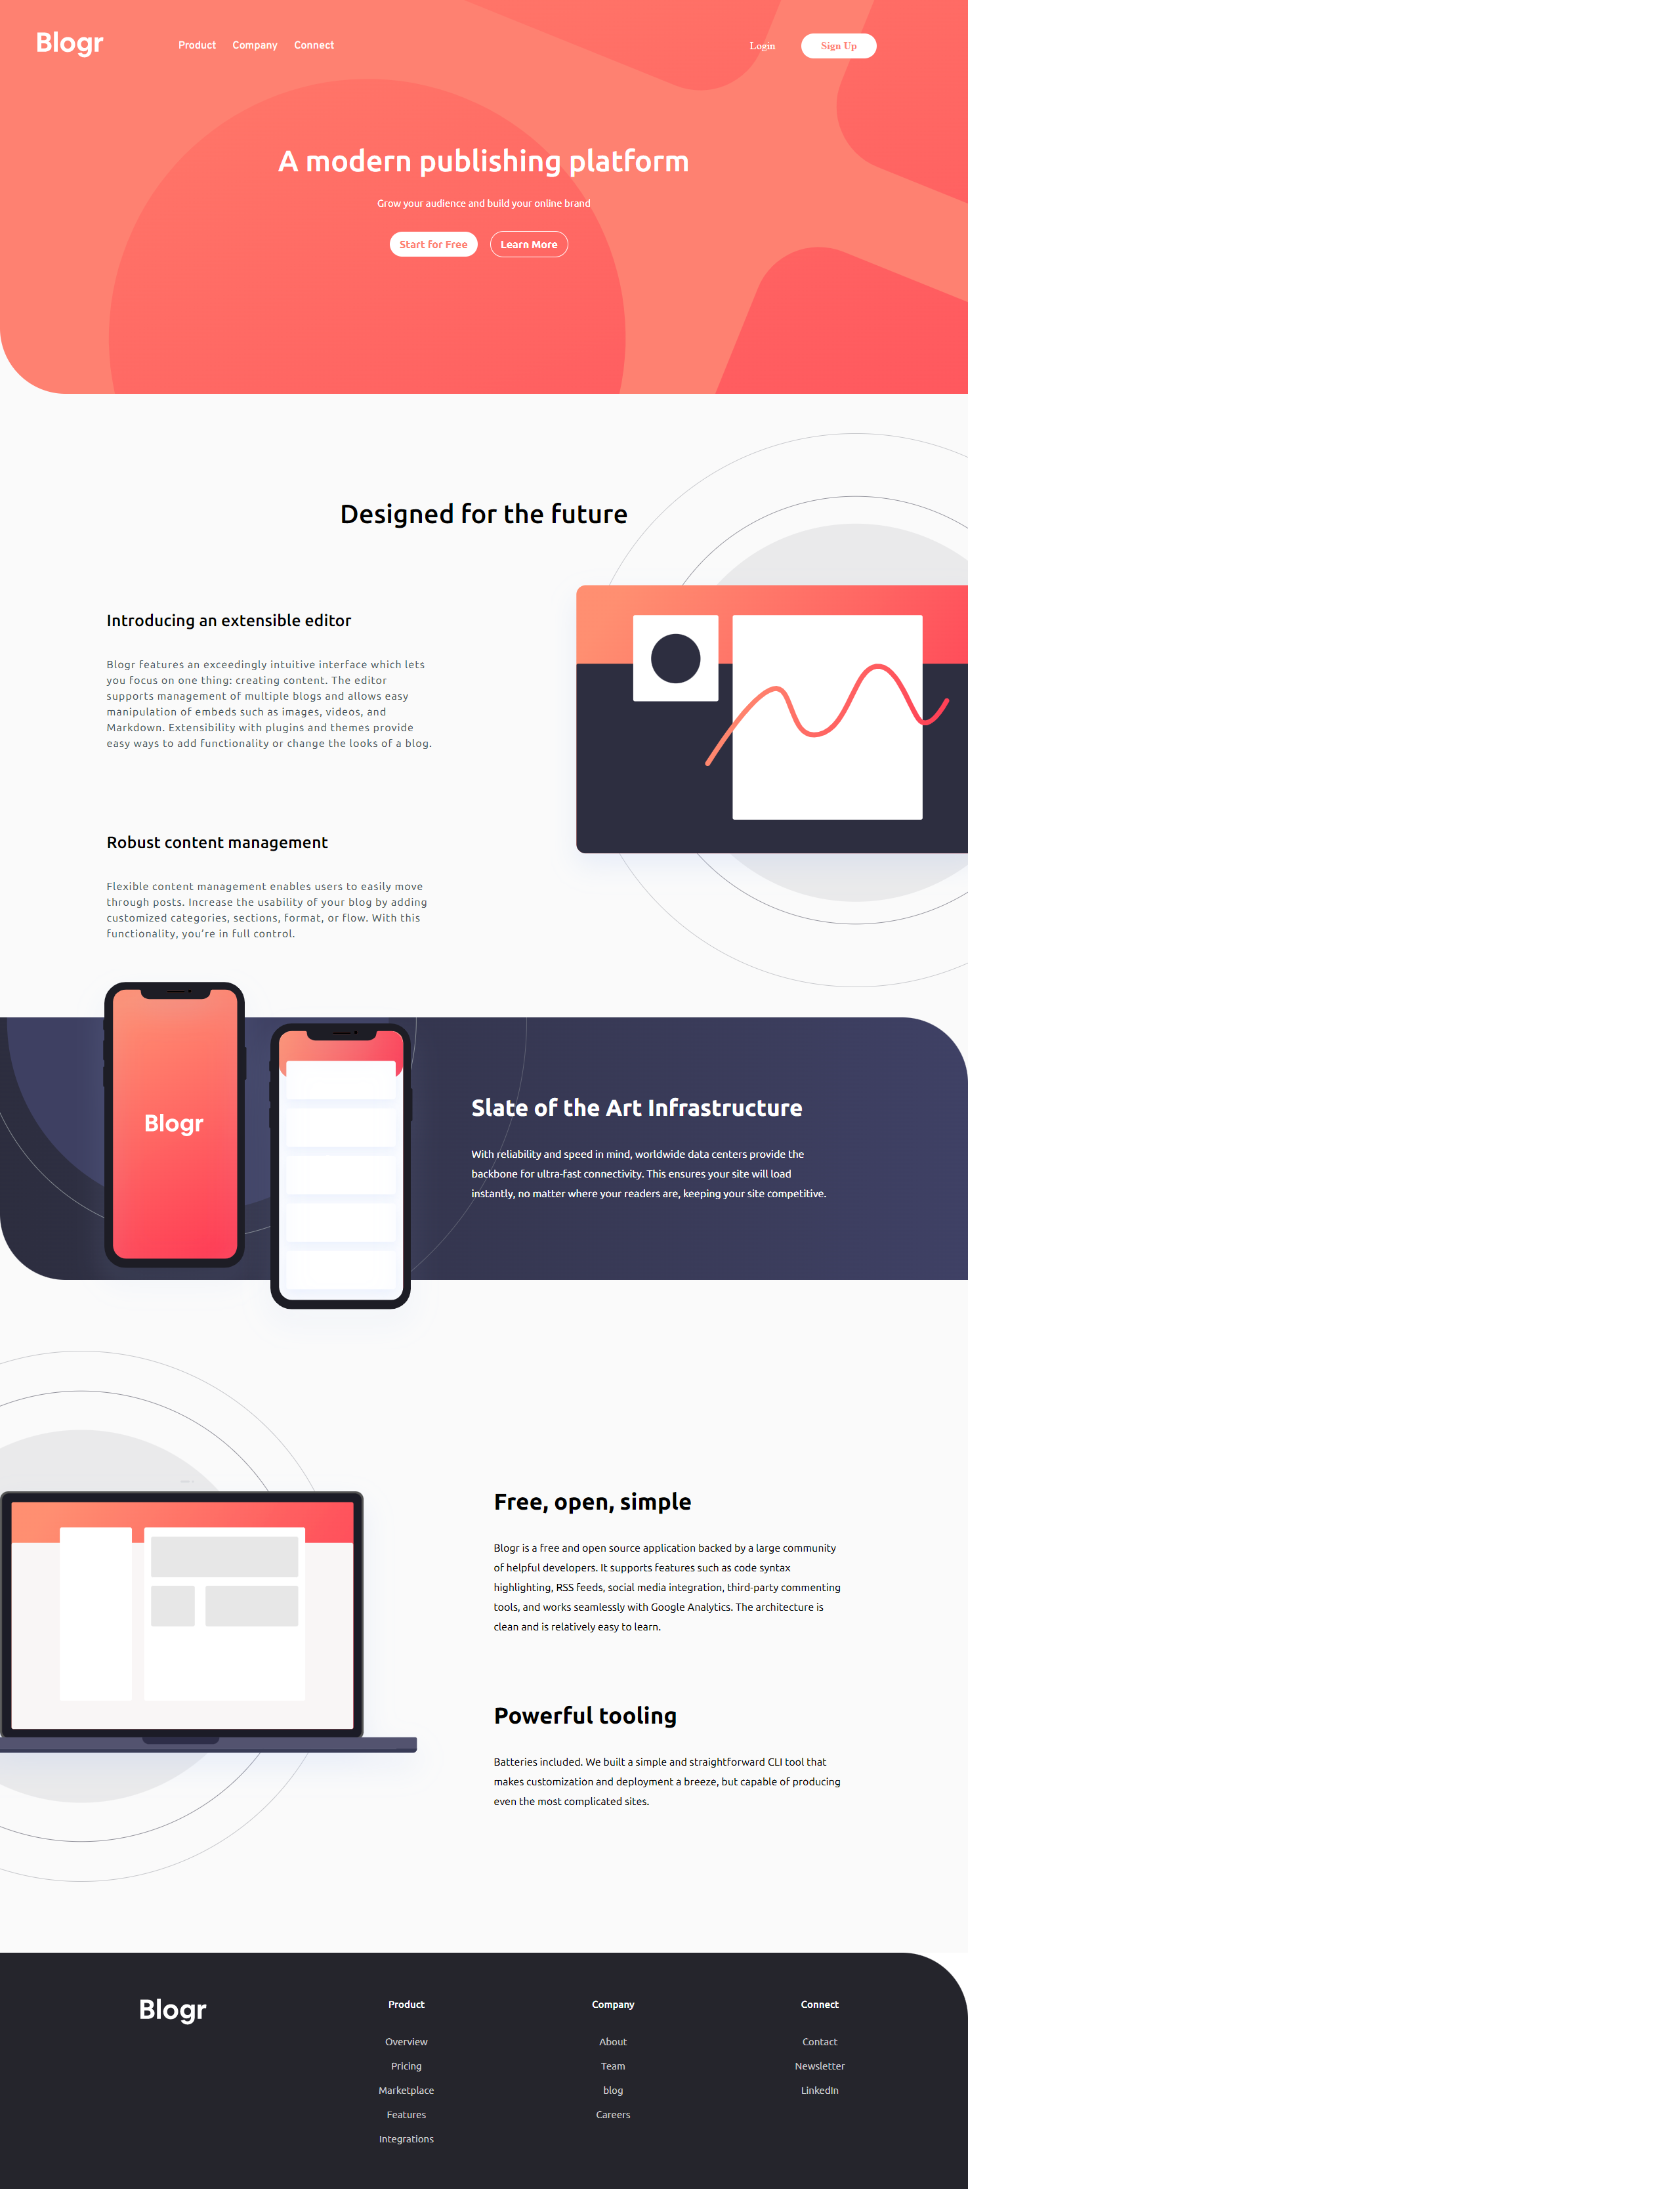 Blogr
Product Company Connect
Login Sign Up
A modern publishing platform
Grow your audience and build your online brand
Start for Free Learn More
Designed for the future
Introducing an extensible editor
Blogr features an exceedingly intuitive interface which lets
you focus on one thing: creating content. The editor
supports management of multiple blogs and allows easy
manipulation of embeds such as images, videos, and
Markdown. Extensibility with plugins and themes provide
easy ways to add functionality or change the looks of a blog.
Robust content management
Flexible content management enables users to easily move
through posts. Increase the usability of your blog by adding
customized categories, sections, format, or flow. With this
functionality, you're in full control.
Blogr
Slate of the Art Infrastructure
With reliability and speed in mind, worldwide data centers provide the
backbone for ultra-fast connectivity. This ensures your site will load
instantly, no matter where your readers are, keeping your site competitive.
Free, open, simple
Blogr is a free and open source application backed by a large community
of helpful developers. It supports features such as code syntax
highlighting, RSS feeds, social media integration, third-party commenting
tools, and works seamlessly with Google Analytics. The architecture is
clean and is relatively easy to learn.
Powerful tooling
Batteries included. We built a simple and straightforward CLI tool that
makes customization and deployment a breeze, but capable of producing
even the most complicated sites.
Blogr
Product
Overview
Pricing
Marketplace
Features
Integrations
Company
About
Team
blog
Careers
Connect
Contact
Newsletter
LinkedIn